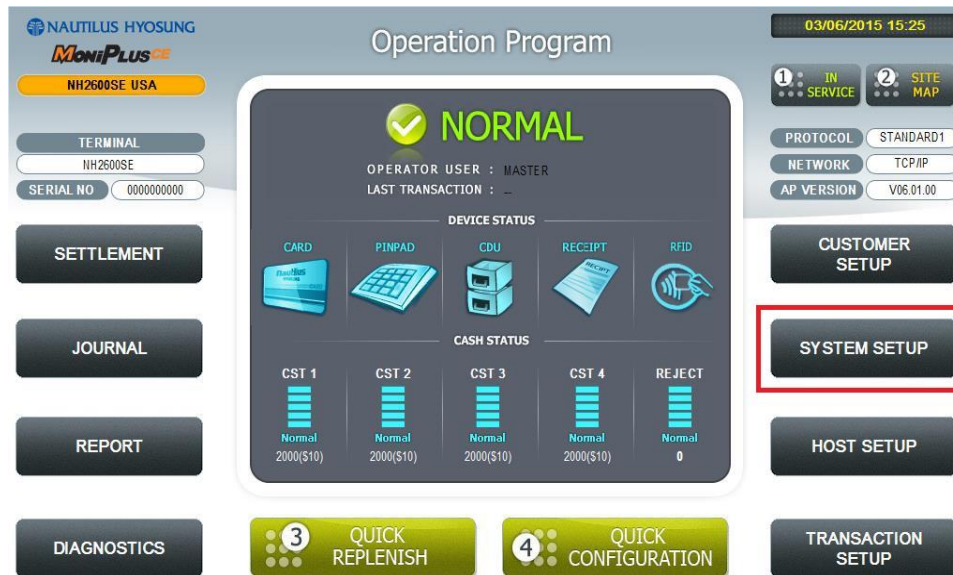 NAUTILUS HYOSUNG
MoniPlusCE
NH2600SE USA
Operation Program
03/06/2015 15:25
1 IN SERVICE
2 SITE MAP
TERMINAL
NH2600SE
SERIAL NO 0000000000
PROTOCOL STANDARD1
NETWORK TCP/IP
AP VERSION V06.01.00
NORMAL
OPERATOR USER : MASTER
LAST TRANSACTION : --
DEVICE STATUS
CARD PINPAD CDU RECEIPT RFID
Nautilus
RECIPT
CASH STATUS
CST 1 CST 2 CST 3 CST 4 REJECT
Normal Normal Normal Normal Normal
2000($10) 2000($10) 2000($10) 2000($10) 0
SETTLEMENT
JOURNAL
REPORT
DIAGNOSTICS
CUSTOMER
SETUP
SYSTEM SETUP
HOST SETUP
TRANSACTION
SETUP
3 QUICK
REPLENISH
4 QUICK
CONFIGURATION